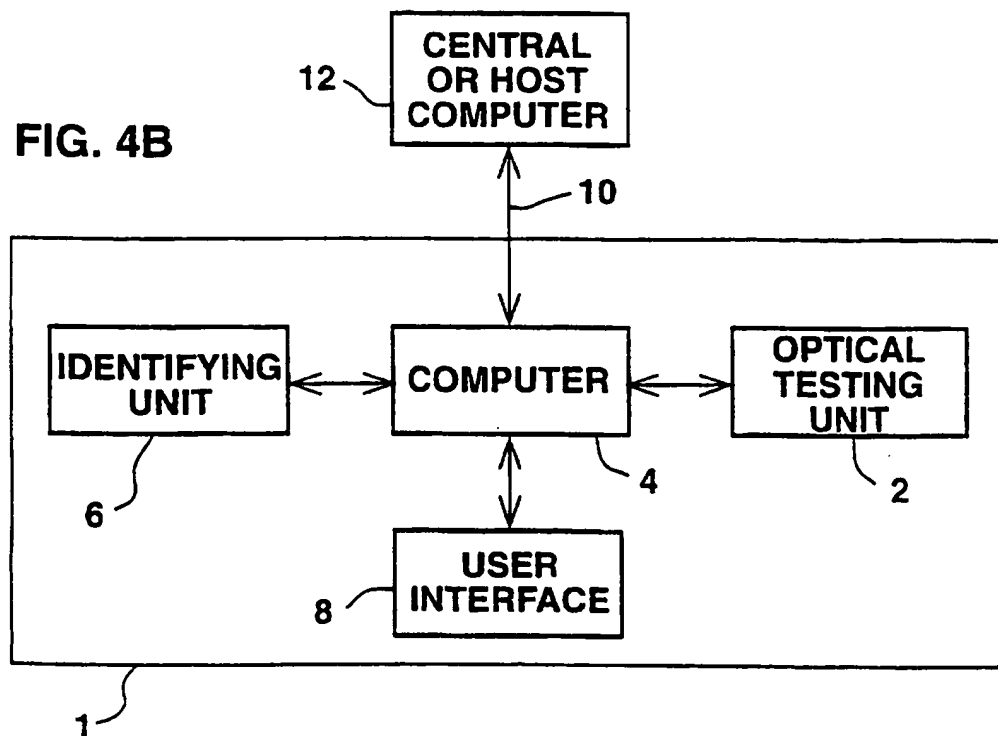 CENTRAL
OR HOST
COMPUTER
12
FIG. 4B
10
IDENTIFYING
UNIT
COMPUTER
OPTICAL
TESTING
UNIT
6
4
2
USER
INTERFACE
8
1